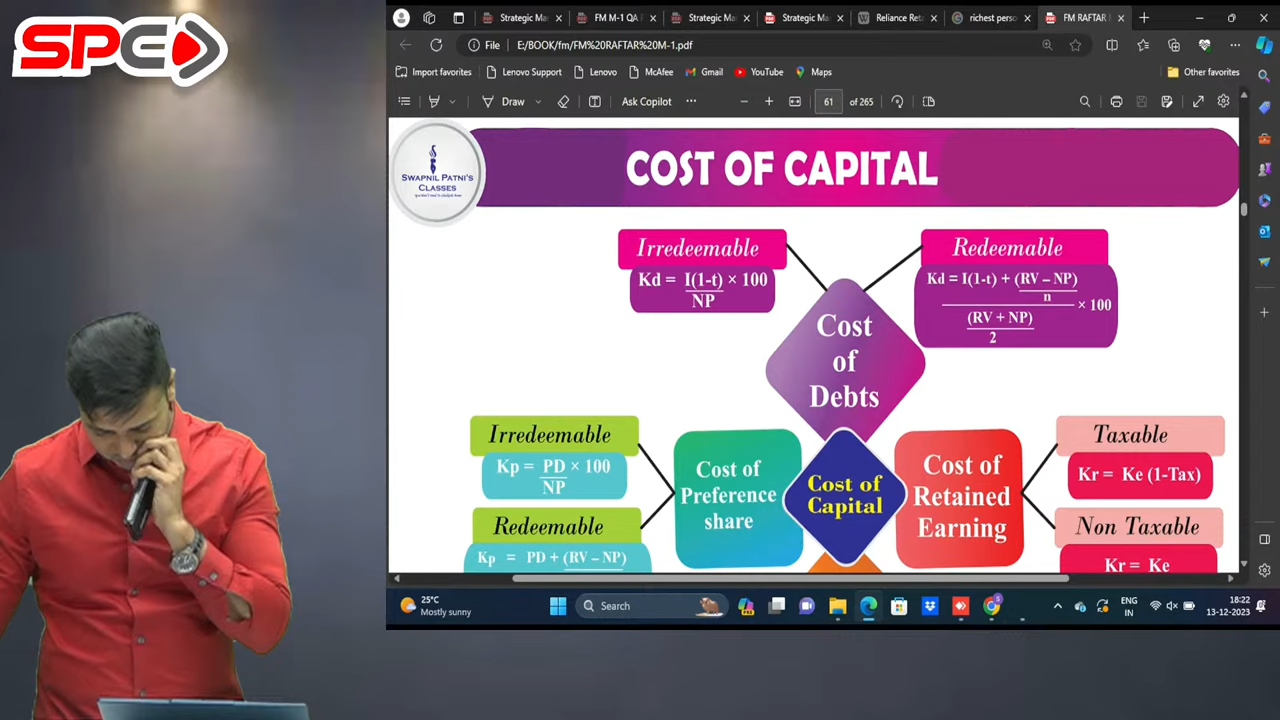 SPC
Strategic Ma
FM M-1 QA
Strategic Ma
Strategic Ma
Reliance Reta
richest perso
FM RAFTAR
File
E:/BOOK/fm/FM%20RAFTAR%20M-1.pdf
Import favorites
Lenovo Support
Lenovo
McAfee
Gmail
YouTube
Maps
Other favorites
Draw
Ask Copilot
61
of 265
SWAPNIL PATNI'S
CLASSES
COST OF CAPITAL
Irredeemable
Kd = I(1-t) × 100
NP
Redeemable
Kd = I(1-t) + (RV – NP)
n
× 100
(RV + NP)
2
Cost
of
Debts
Irredeemable
Kp = PD × 100
NP
Redeemable
Kp = PD + (RV – NP)
Cost of
Preference
share
Cost of
Capital
Cost of
Retained
Earning
Taxable
Kr = Ke (1-Tax)
Non Taxable
Kr = Ke
25°C
Mostly sunny
Search
ENG
IN
18:22
13-12-2023